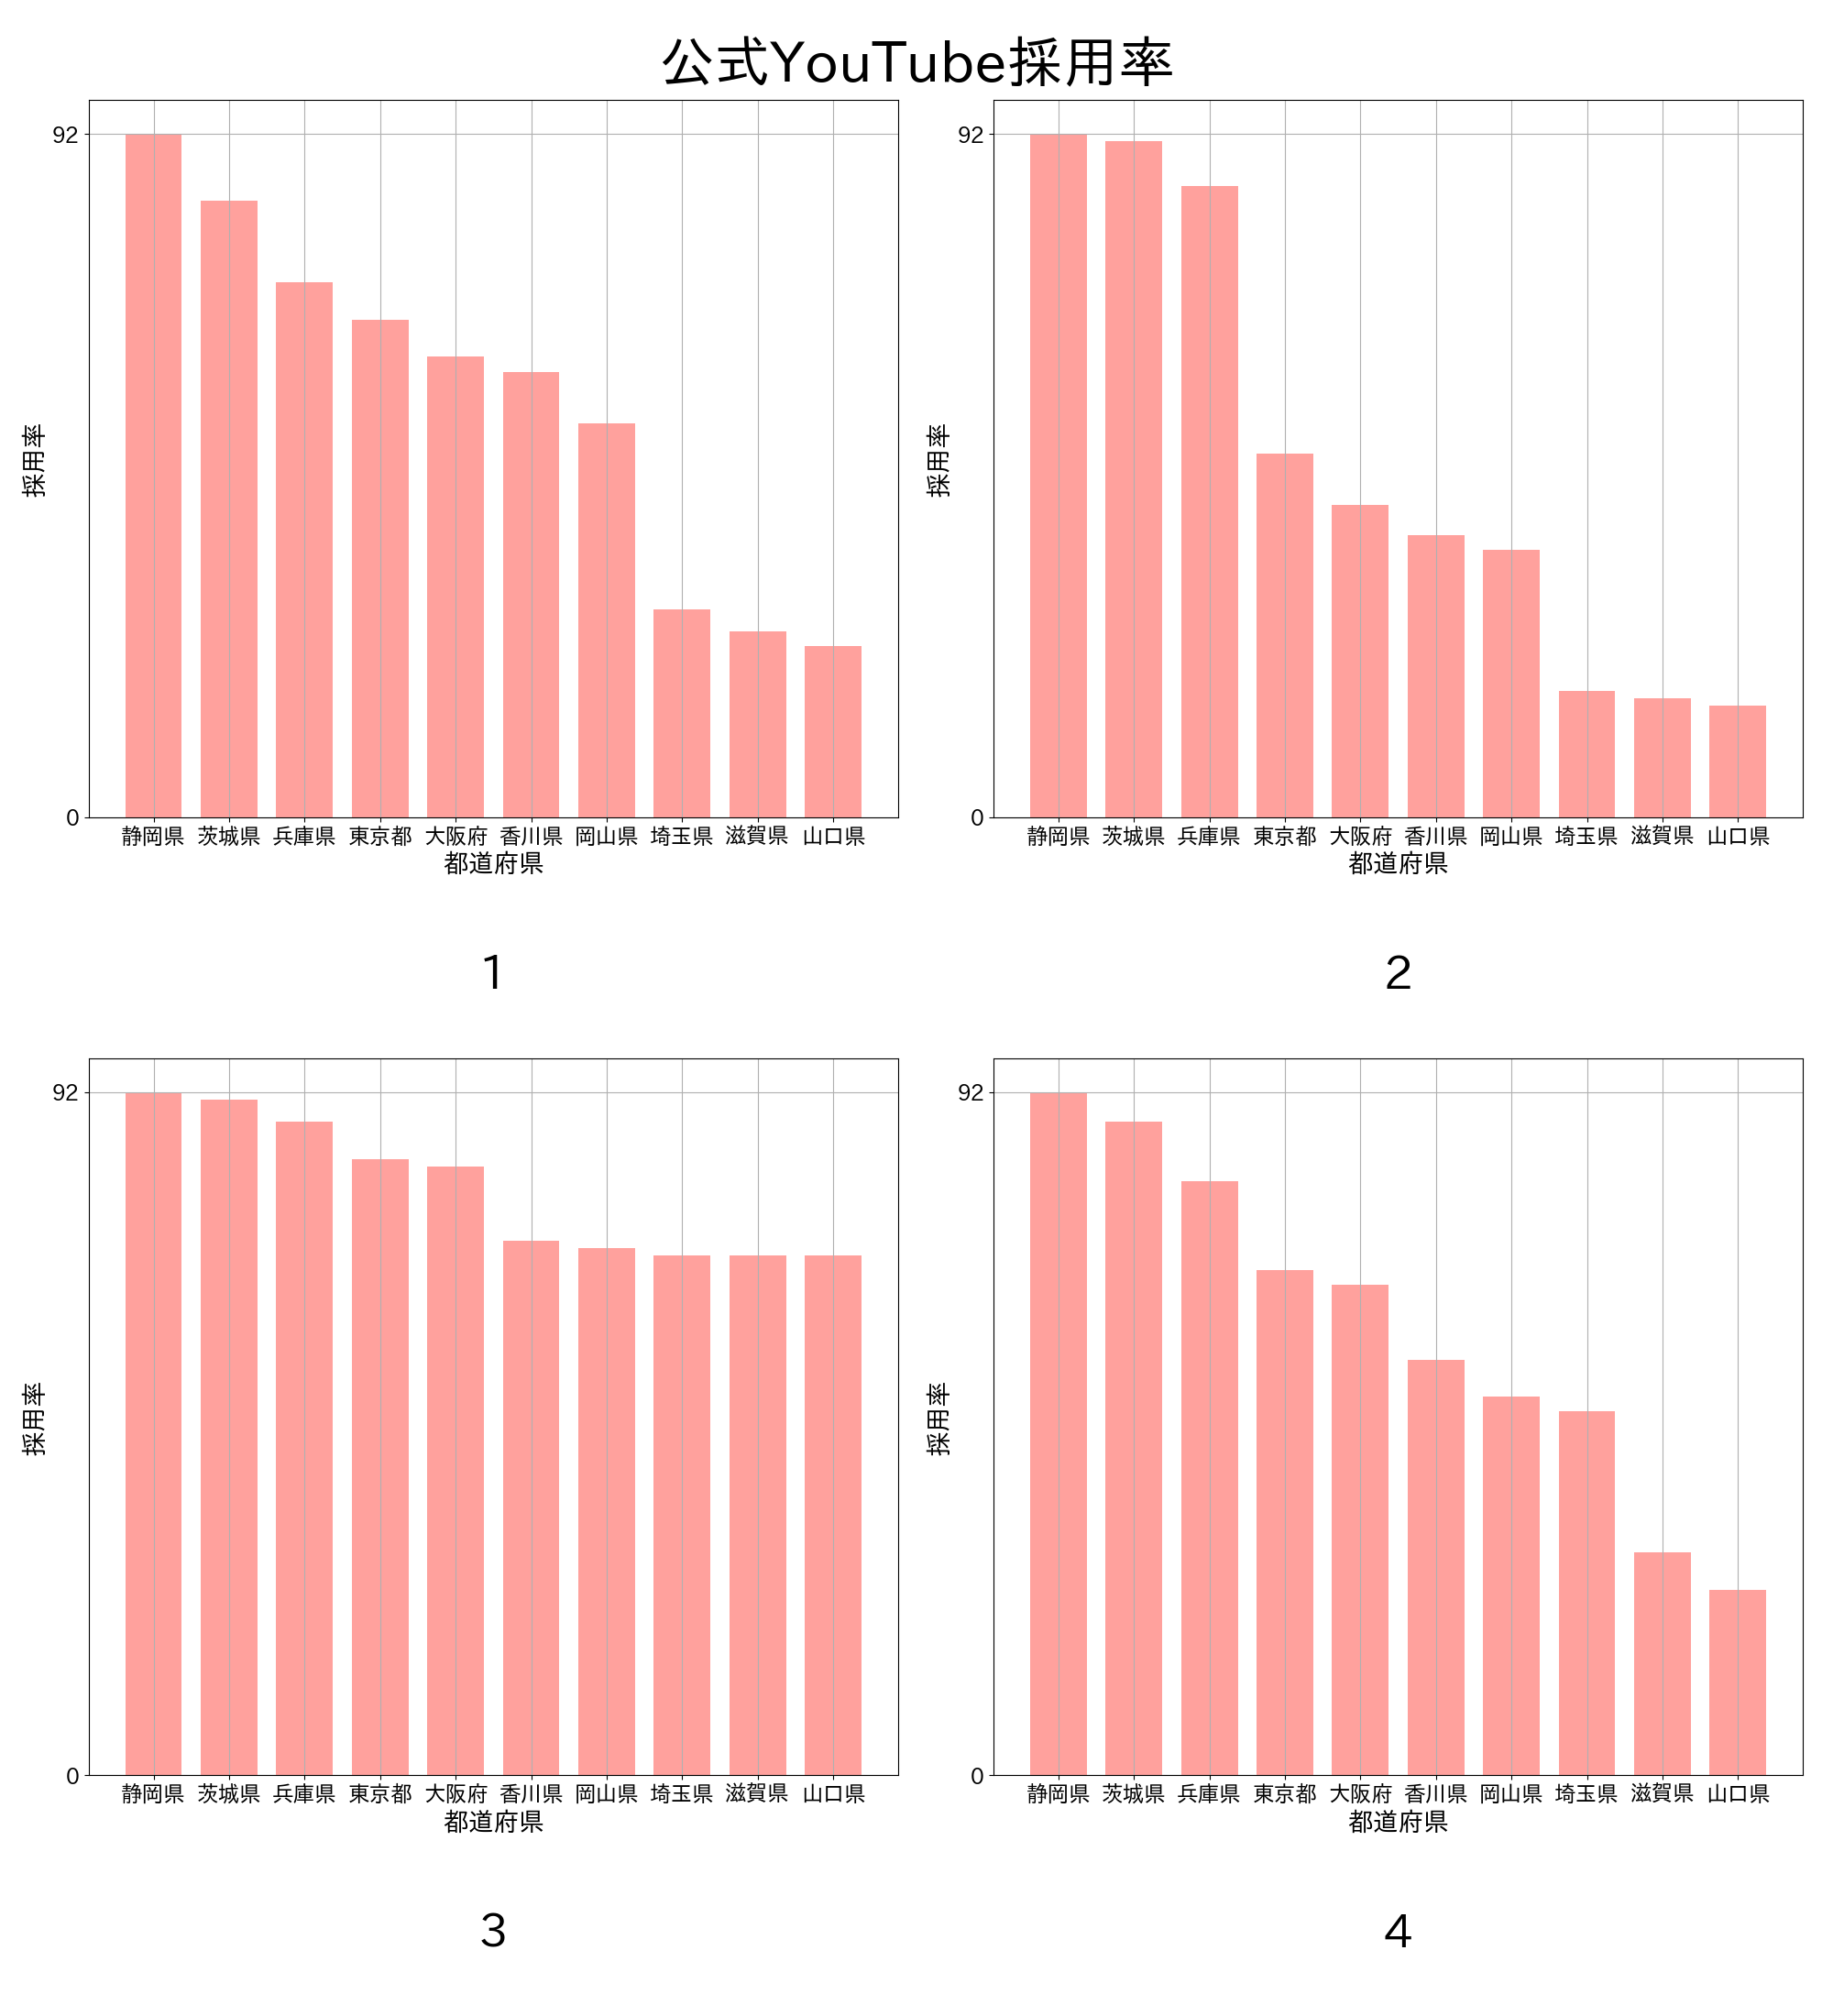 公式YouTube採用率
92
0
採用率
静岡県 茨城県 兵庫県 東京都 大阪府 香川県 岡山県 埼玉県 滋賀県 山口県
都道府県
1
92
0
採用率
静岡県 茨城県 兵庫県 東京都 大阪府 香川県 岡山県 埼玉県 滋賀県 山口県
都道府県
2
92
0
採用率
静岡県 茨城県 兵庫県 東京都 大阪府 香川県 岡山県 埼玉県 滋賀県 山口県
都道府県
3
92
0
採用率
静岡県 茨城県 兵庫県 東京都 大阪府 香川県 岡山県 埼玉県 滋賀県 山口県
都道府県
4